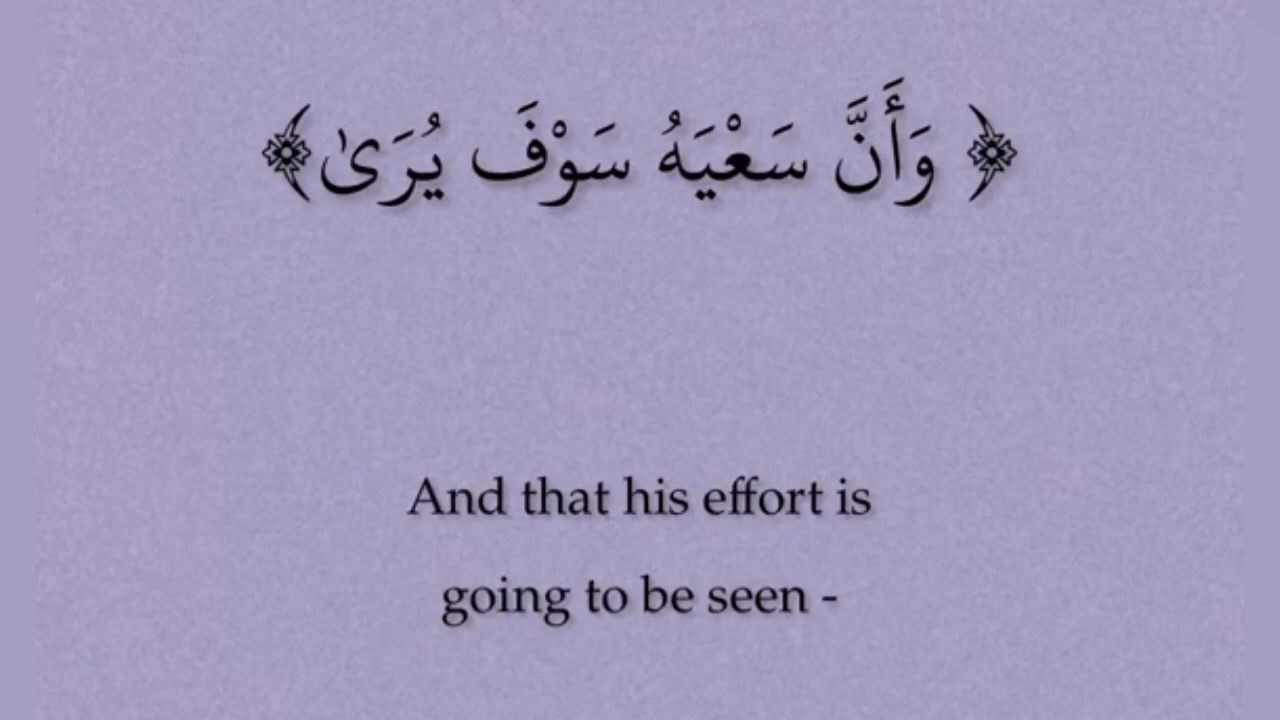 ﴿ وَأَنَّ سَعْيَهُ سَوْفَ يُرَىٰ﴾
And that his effort is
going to be seen -